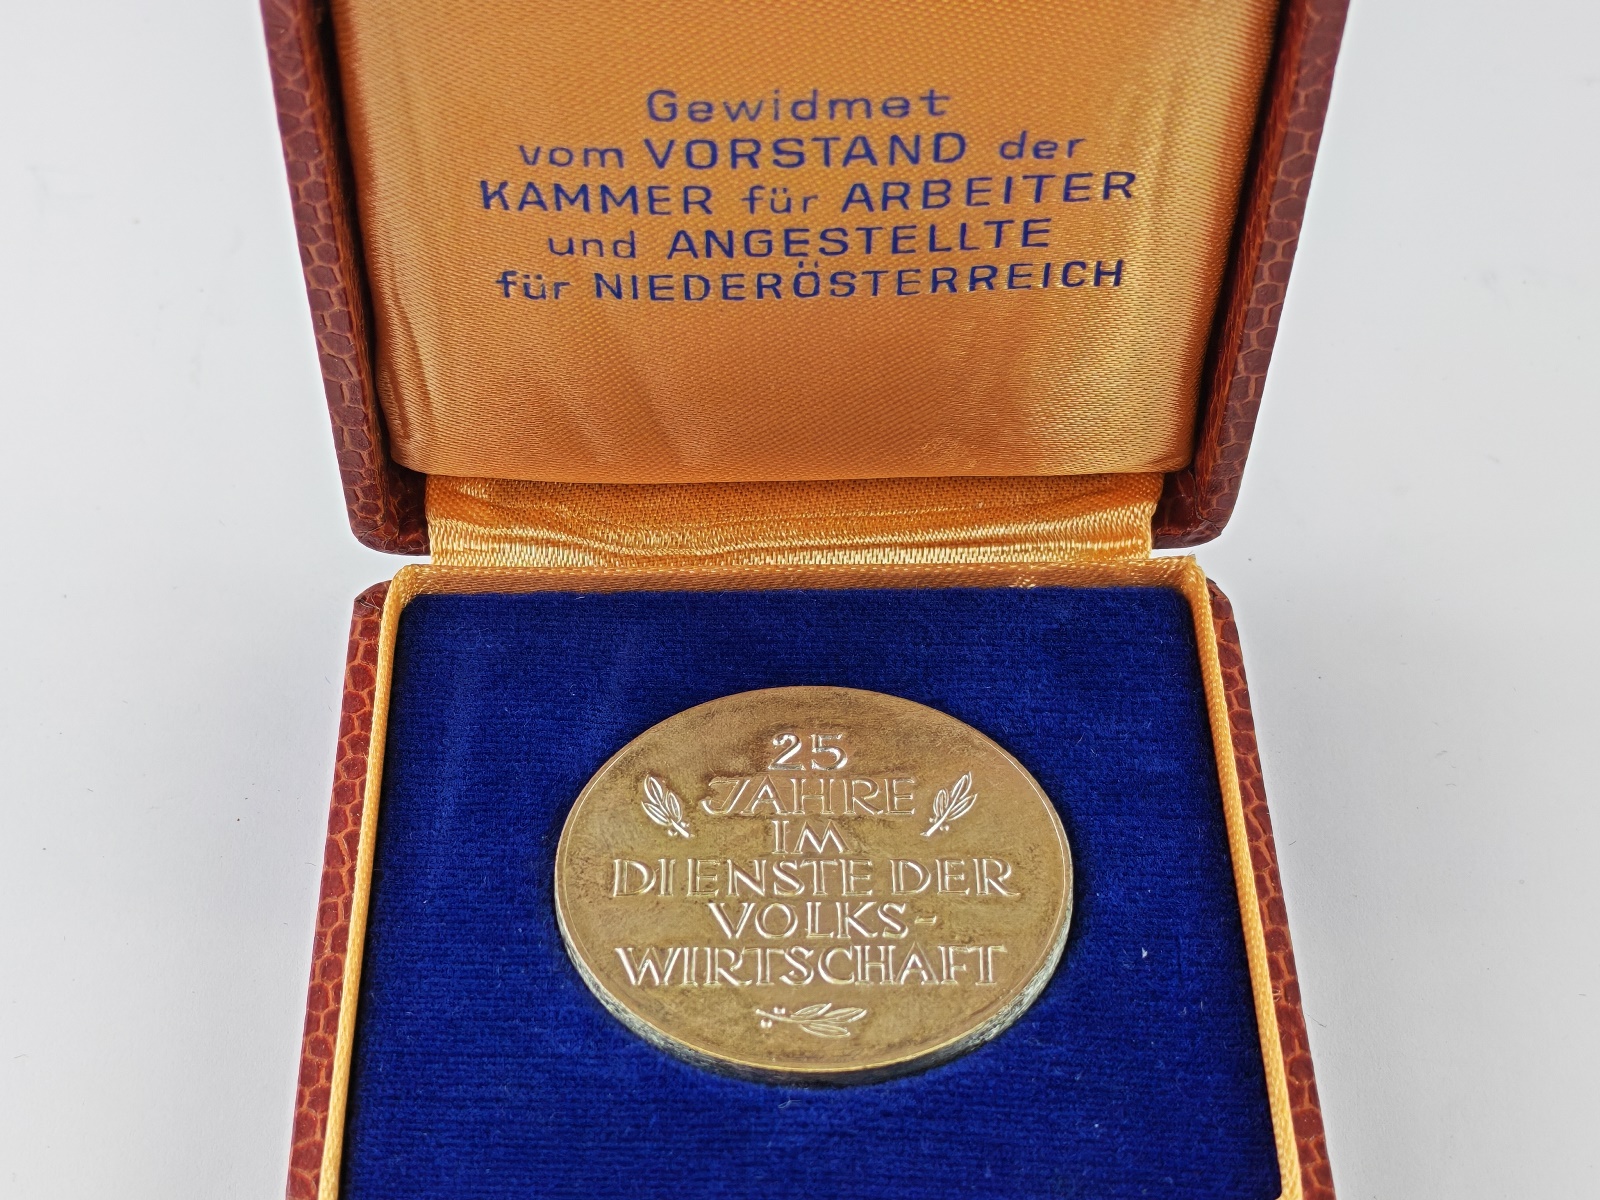 Gewidmet
vom VORSTAND der
KAMMER für ARBEITER
und ANGESTELLTE
für NIEDERÖSTERREICH
25
JAHRE
IM
DIENSTE DER
VOLKS-
WIRTSCHAFT